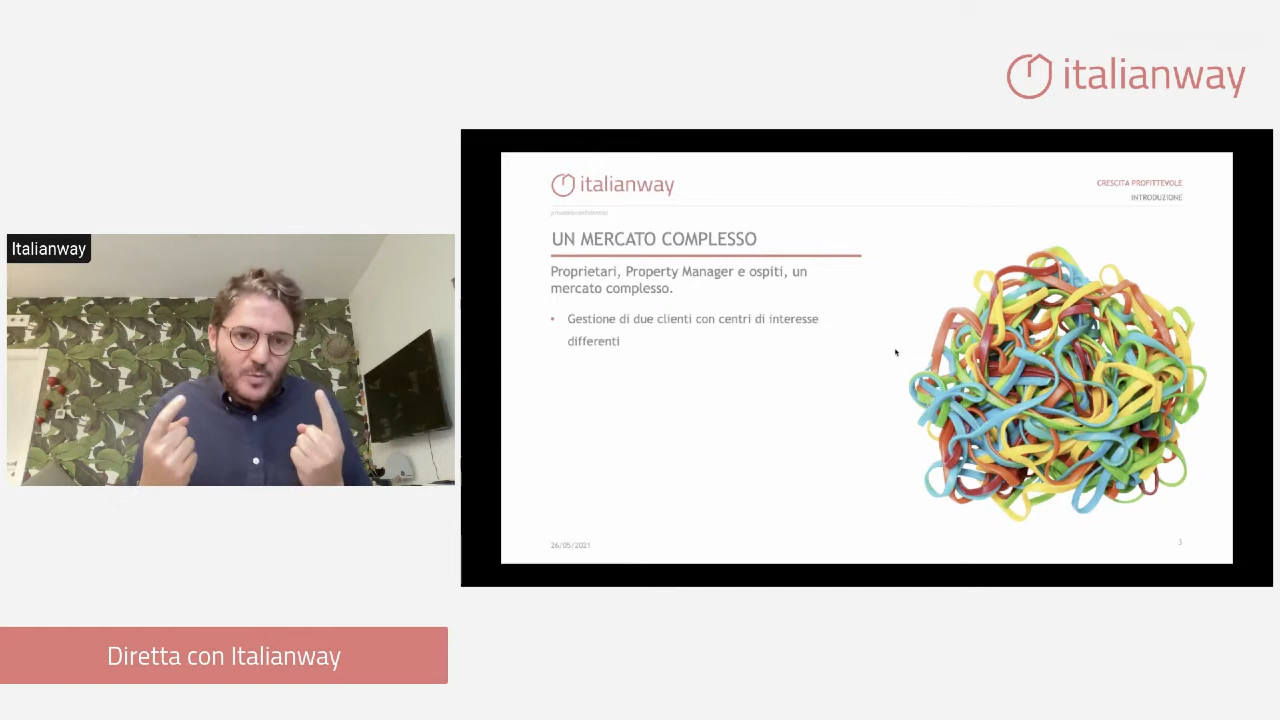 italianway
Italianway
italianway
CRESCITA PROFITTEVOLE
INTRODUZIONE
UN MERCATO COMPLESSO
Proprietari, Property Manager e ospiti, un
mercato complesso.
• Gestione di due clienti con centri di interesse
differenti
26/05/2021
3
Diretta con Italianway